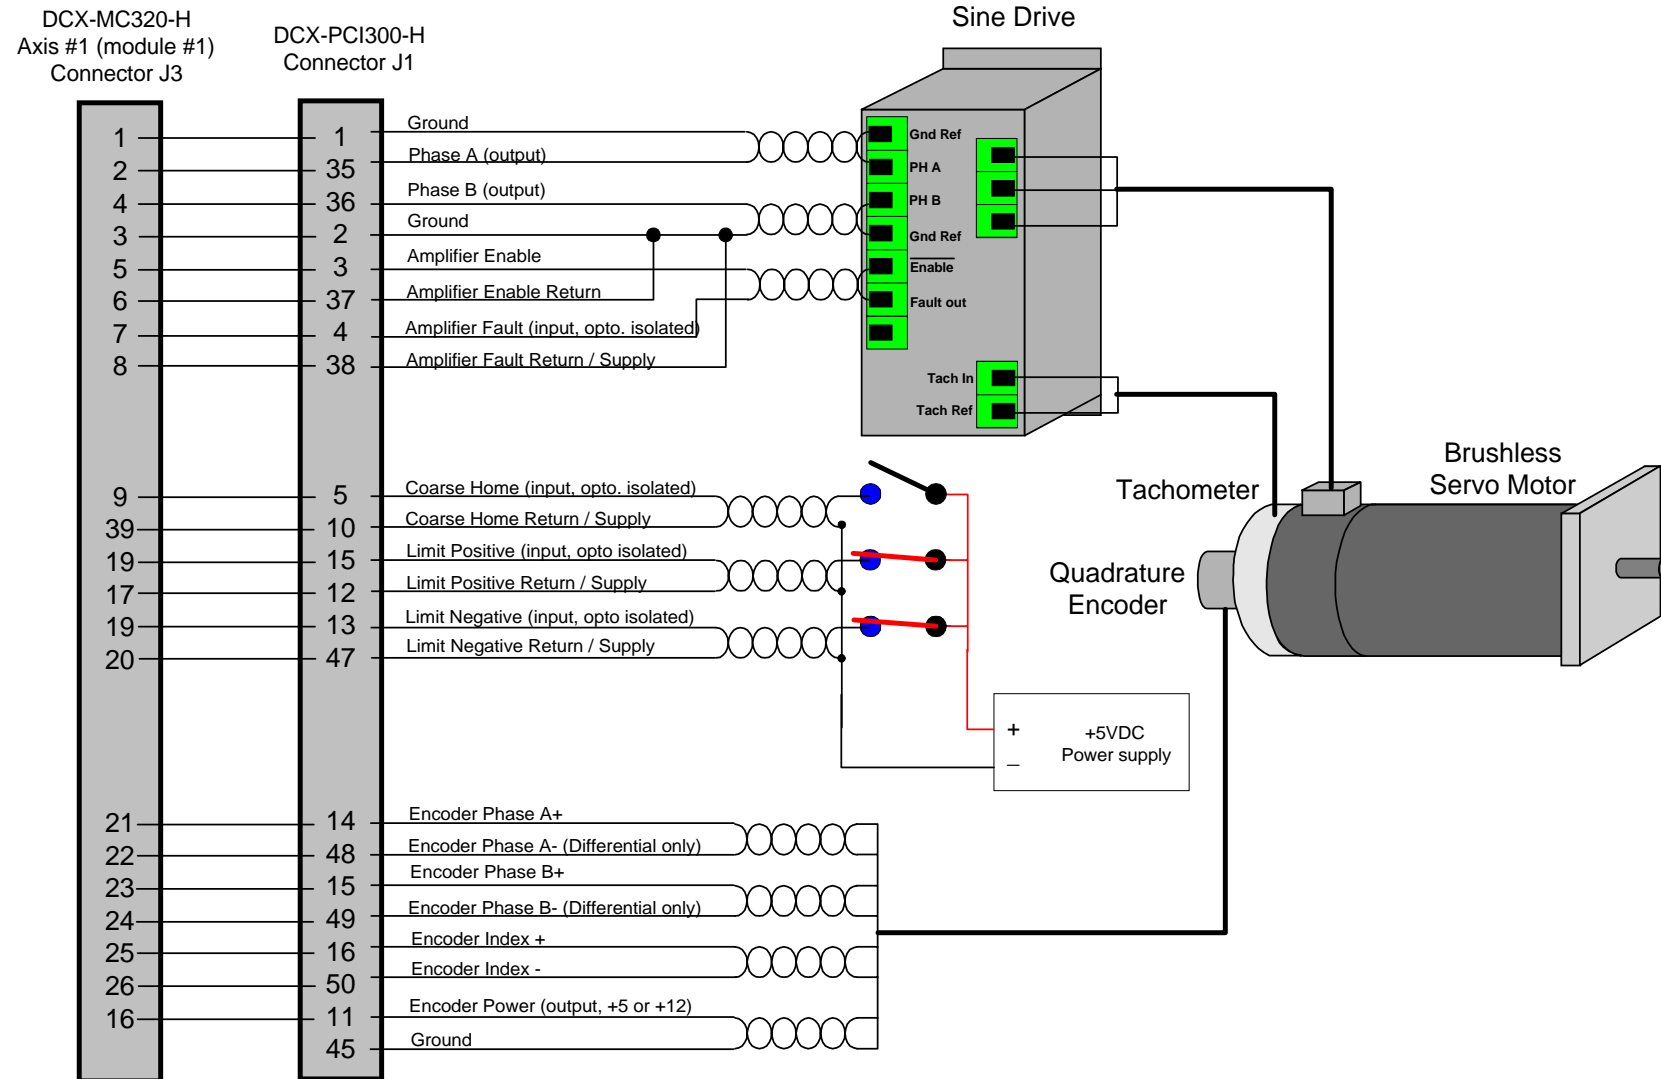 DCX-MC320-H
Axis #1 (module #1)
Connector J3
DCX-PCI300-H
Connector J1
Sine Drive
1 1 Ground
2 35 Phase A (output)
4 36 Phase B (output)
3 2 Ground
5 3 Amplifier Enable
6 37 Amplifier Enable Return
7 4 Amplifier Fault (input, opto. isolated)
8 38 Amplifier Fault Return / Supply
Gnd Ref
PH A
PH B
Gnd Ref
Enable
Fault out
Tach In
Tach Ref
9 5 Coarse Home (input, opto. isolated)
39 10 Coarse Home Return / Supply
19 15 Limit Positive (input, opto isolated)
17 12 Limit Positive Return / Supply
19 13 Limit Negative (input, opto isolated)
20 47 Limit Negative Return / Supply
Tachometer
Brushless
Servo Motor
Quadrature
Encoder
+ +5VDC
Power supply
_
21 14 Encoder Phase A+
22 48 Encoder Phase A- (Differential only)
23 15 Encoder Phase B+
24 49 Encoder Phase B- (Differential only)
25 16 Encoder Index +
26 50 Encoder Index -
16 11 Encoder Power (output, +5 or +12)
45 Ground